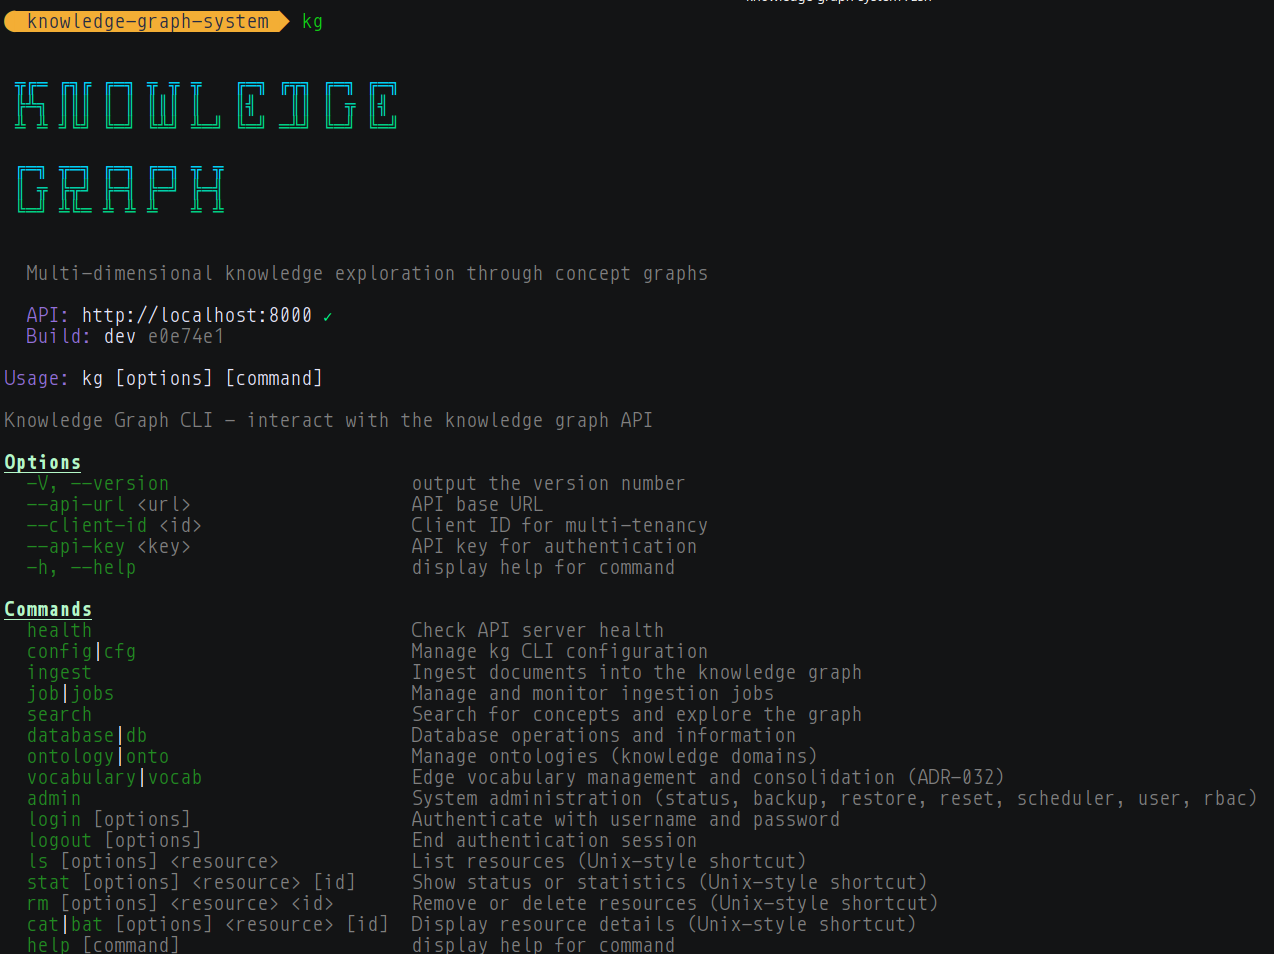 knowledge-graph-system kg
KNOWLEDGE
GRAPH
Multi-dimensional knowledge exploration through concept graphs
API: http://localhost:8000 ✓
Build: dev e0e74e1
Usage: kg [options] [command]
Knowledge Graph CLI - interact with the knowledge graph API
Options
-V, --version output the version number
--api-url <url> API base URL
--client-id <id> Client ID for multi-tenancy
--api-key <key> API key for authentication
-h, --help display help for command
Commands
health Check API server health
config|cfg Manage kg CLI configuration
ingest Ingest documents into the knowledge graph
job|jobs Manage and monitor ingestion jobs
search Search for concepts and explore the graph
database|db Database operations and information
ontology|onto Manage ontologies (knowledge domains)
vocabulary|vocab Edge vocabulary management and consolidation (ADR-032)
admin System administration (status, backup, restore, reset, scheduler, user, rbac)
login [options] Authenticate with username and password
logout [options] End authentication session
ls [options] <resource> List resources (Unix-style shortcut)
stat [options] <resource> [id] Show status or statistics (Unix-style shortcut)
rm [options] <resource> <id> Remove or delete resources (Unix-style shortcut)
cat|bat [options] <resource> [id] Display resource details (Unix-style shortcut)
help [command] display help for command